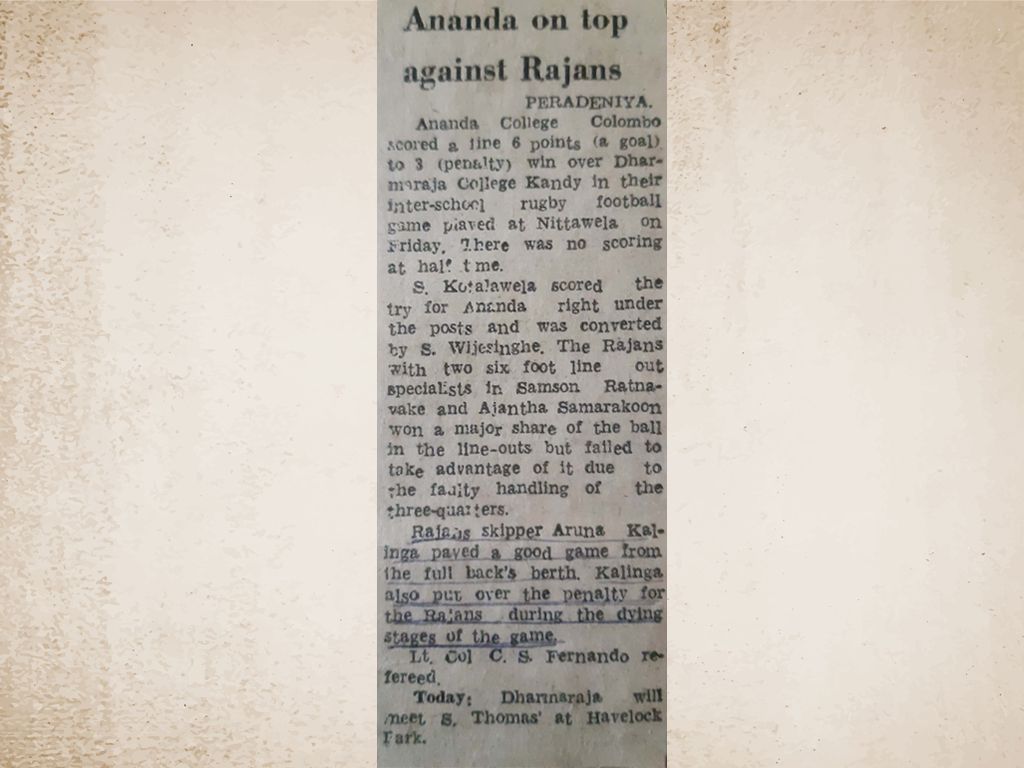 Ananda on top
against Rajans
PERADENIYA.
Ananda College Colombo
scored a fine 6 points (a goal)
to 3 (penalty) win over Dhar-
maraja College Kandy in their
inter-school rugby football
game played at Nittawela on
Friday. There was no scoring
at half time.
S. Kotalawela scored the
try for Ananda right under
the posts and was converted
by S. Wijesinghe. The Rajans
with two six foot line out
specialists in Samson Ratna-
yake and Ajantha Samarakoon
won a major share of the ball
in the line-outs but failed to
take advantage of it due to
the faulty handling of the
three-quarters.
Rajans skipper Aruna Kal-
inga payed a good game from
the full back's berth. Kalinga
also put over the penalty for
the Rajans during the dying
stages of the game.
Lt. Col C. S. Fernando re-
fereed.
Today: Dharmaraja will
meet S. Thomas' at Havelock
Park.